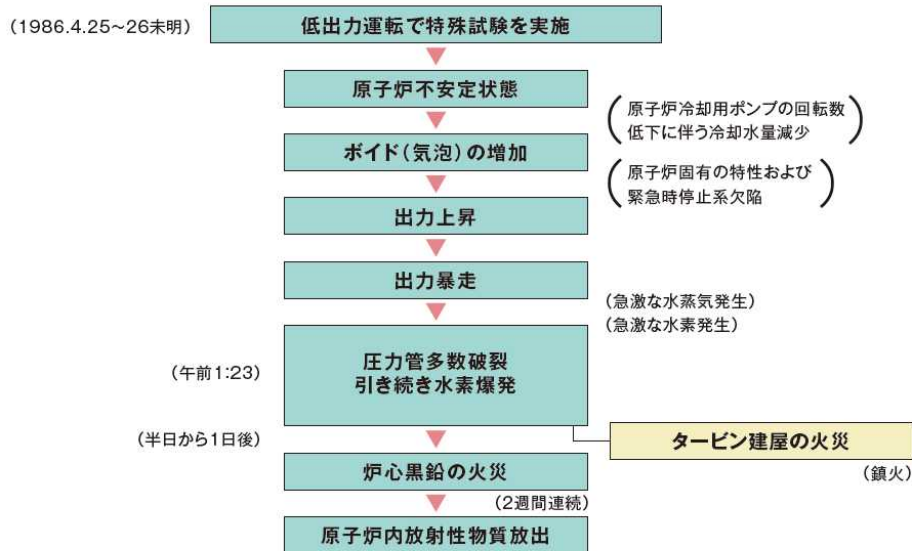 (1986.4.25～26未明)
低出力運転で特殊試験を実施
原子炉不安定状態
(原子炉冷却用ポンプの回転数
低下に伴う冷却水量減少)
ボイド(気泡)の増加
(原子炉固有の特性および
緊急時停止系欠陥)
出力上昇
出力暴走
(急激な水蒸気発生)
(急激な水素発生)
(午前1:23)
圧力管多数破裂
引き続き水素爆発
(半日から1日後)
タービン建屋の火災
(鎮火)
炉心黒鉛の火災
(2週間連続)
原子炉内放射性物質放出